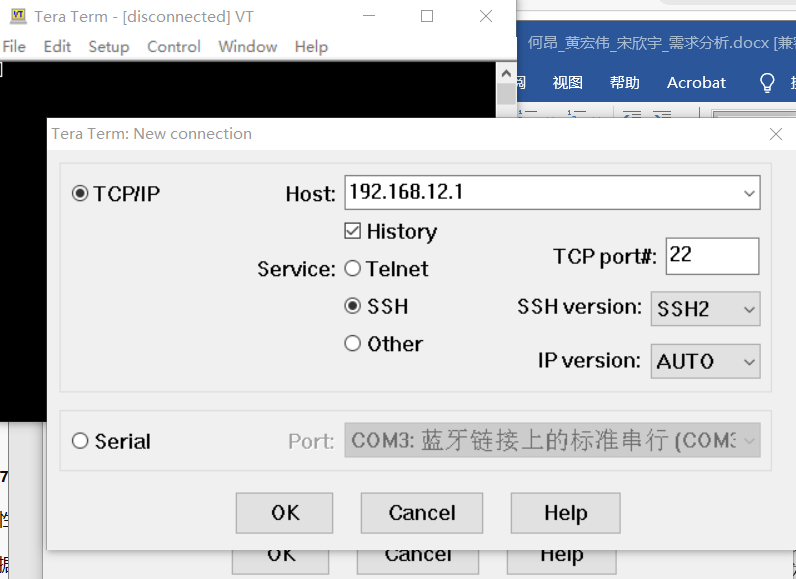 Tera Term - [disconnected] VT
File Edit Setup Control Window Help
何昂_黄宏伟_宋欣宇_需求分析.docx [兼
视图 帮助 Acrobat
Tera Term: New connection
TCP/IP Host: 192.168.12.1
History
Service: Telnet TCP port#: 22
SSH SSH version: SSH2
Other IP version: AUTO
Serial Port: COM3: 蓝牙链接上的标准串行 (COM3
OK Cancel Help
OK Cancel Help